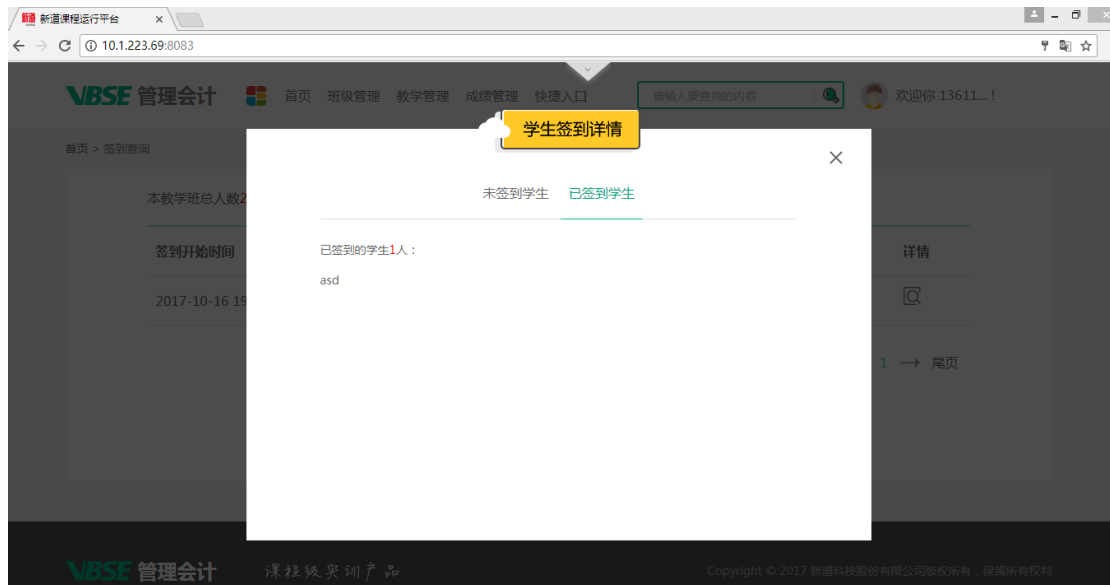 新道课程运行平台
10.1.223.69:8083
VBSE 管理会计 首页 班级管理 教学管理 成绩管理 快捷入口 请输入要查找的内容 欢迎你 13611... !
学生签到详情
首页 > 签到查询
未签到学生 已签到学生
本教学班总人数2
签到开始时间 已签到的学生1人： 详情
asd
2017-10-16 19
1 尾页
VBSE 管理会计 课程级实训产品 Copyright © 2017 新道科技股份有限公司版权所有，保留所有权利